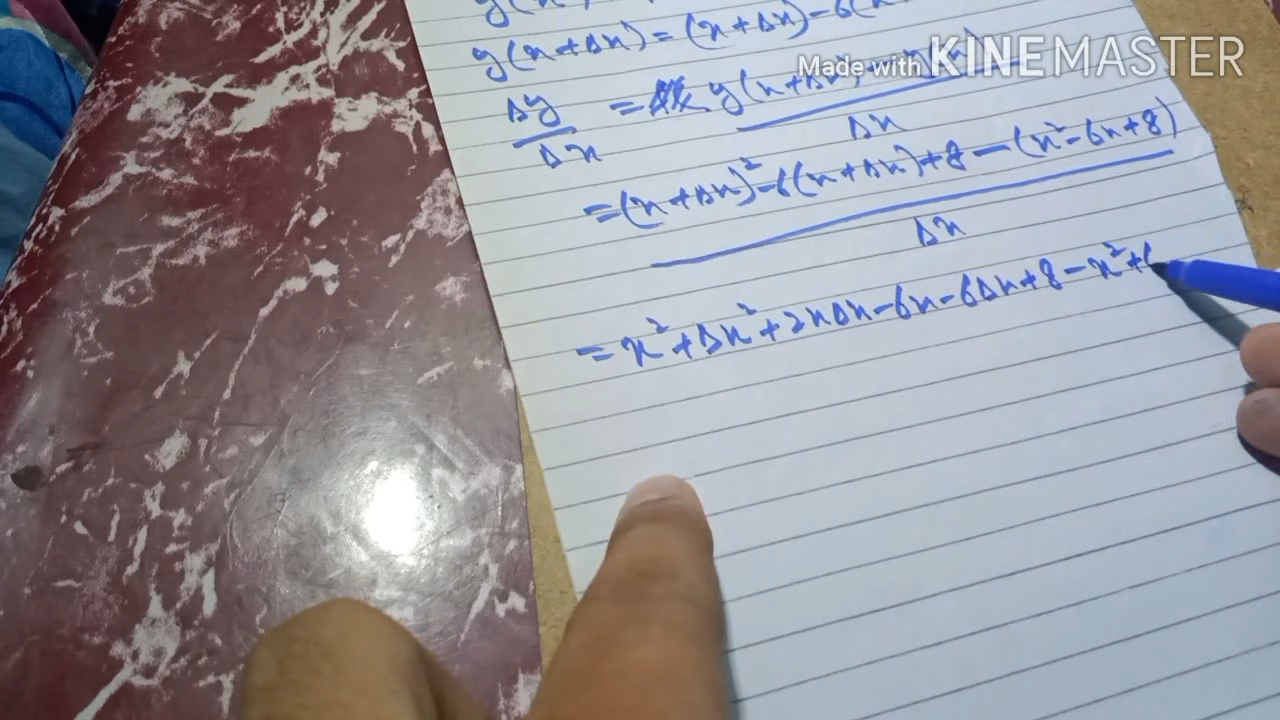 y(x
y(x+Δx) = (x+Δx) - 6(x
Made with KINEMASTER
Δy/Δx = y(x+Δx) - y(x)/Δx
= (x+Δx)² - 6(x+Δx) + 8 - (x² - 6x + 8)/Δx
= x² + Δx² + 2xΔx - 6x - 6Δx + 8 - x² + 6